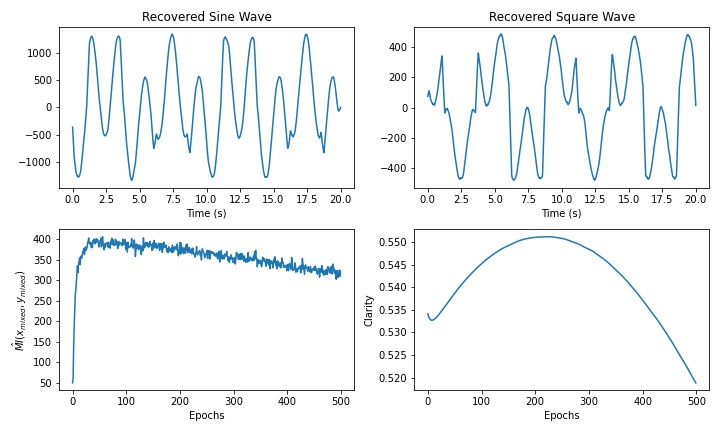 Recovered Sine Wave
1000
500
0
−500
−1000
0.0 2.5 5.0 7.5 10.0 12.5 15.0 17.5 20.0
Time (s)
Recovered Square Wave
400
200
0
−200
−400
0.0 2.5 5.0 7.5 10.0 12.5 15.0 17.5 20.0
Time (s)
400
350
300
250
200
150
100
50
M̂I(x_mixed, y_mixed)
0 100 200 300 400 500
Epochs
0.550
0.545
0.540
0.535
0.530
0.525
0.520
Clarity
0 100 200 300 400 500
Epochs